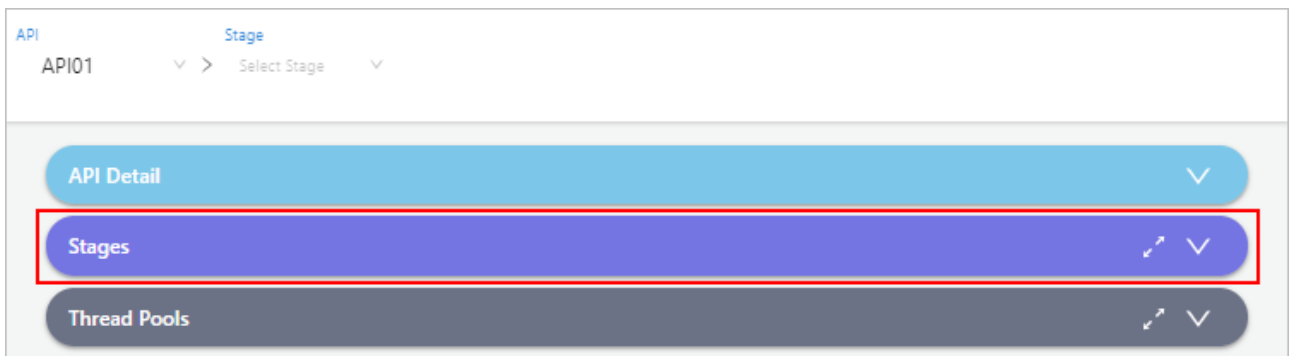 API Stage
API01 > Select Stage
API Detail
Stages
Thread Pools